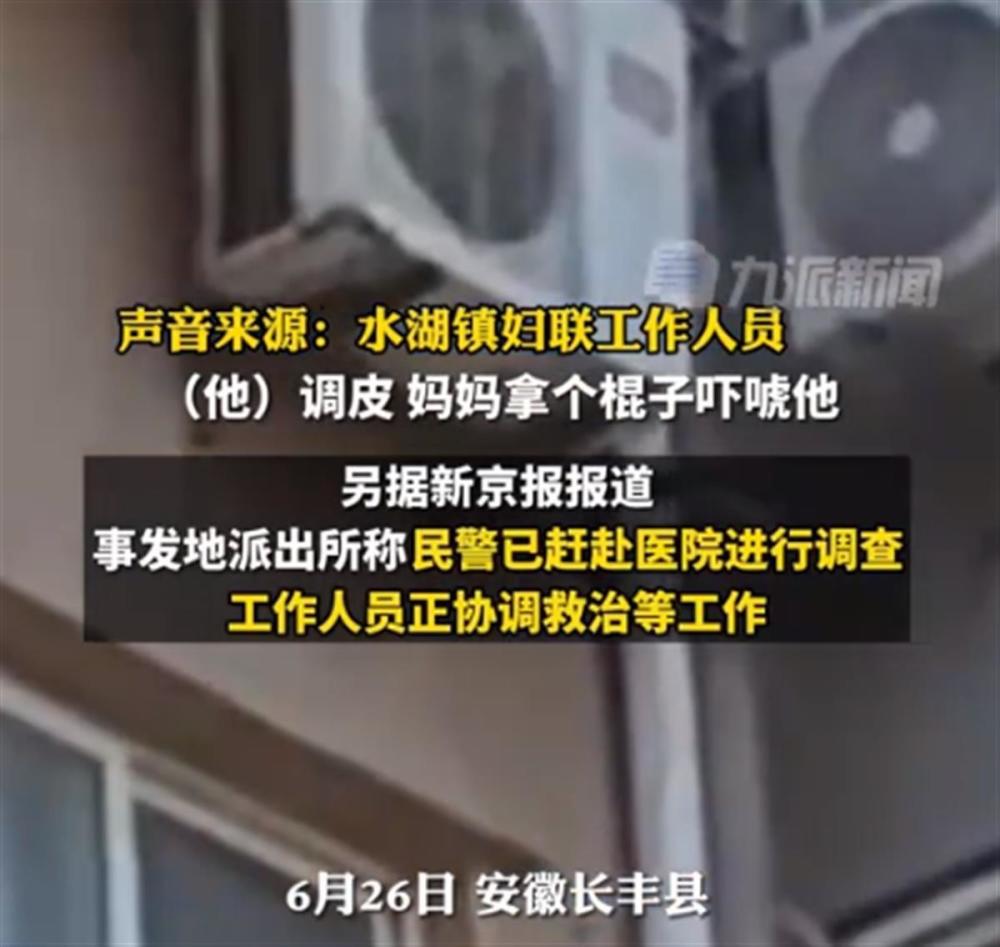 九派新闻
声音来源：水湖镇妇联工作人员
（他）调皮 妈妈拿个棍子吓唬他
另据新京报报道
事发地派出所称民警已赶赴医院进行调查
工作人员正协调救治等工作
6月26日 安徽长丰县